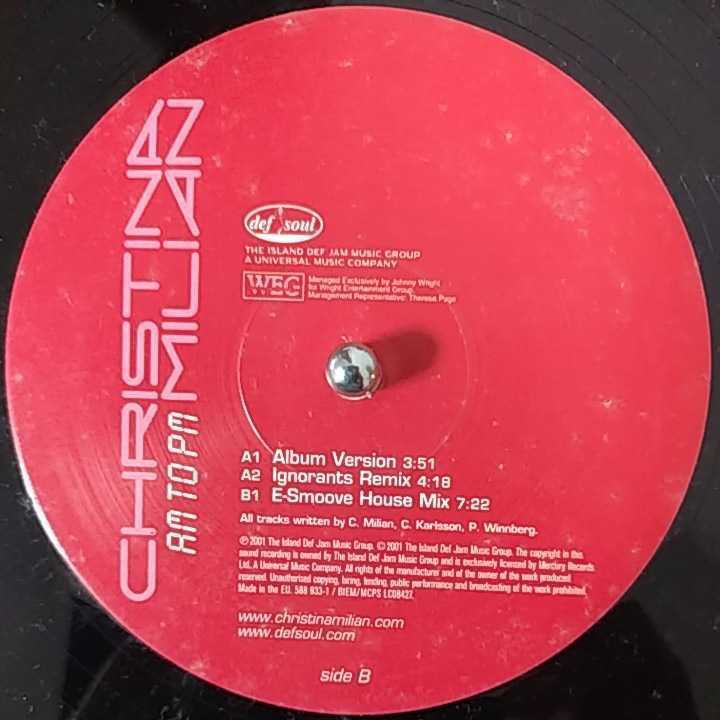 CHRISTINA
MILIAN
AM TO PM
def soul
THE ISLAND DEF JAM MUSIC GROUP
A UNIVERSAL MUSIC COMPANY
WEG
Managed Exclusively by Johnny Wright
for Wright Entertainment Group.
Management Representative: Therese Page
A1 Album Version 3:51
A2 Ignorants Remix 4:18
B1 E-Smoove House Mix 7:22
All tracks written by C. Milian, C. Karlsson, P. Winnberg.
℗ 2001 The Island Def Jam Music Group. © 2001 The Island Def Jam Music Group. The copyright in this
sound recording is owned by The Island Def Jam Music Group and is exclusively licensed by Mercury Records
Ltd. A Universal Music Company. All rights of the manufacturer and of the owner of the work produced
reserved. Unauthorised copying, hiring, lending, public performance and broadcasting of the work prohibited.
Made in the EU. 588 933-1 / BIEM/MCPS LC08427.
www.christinamilian.com
www.defsoul.com
side B